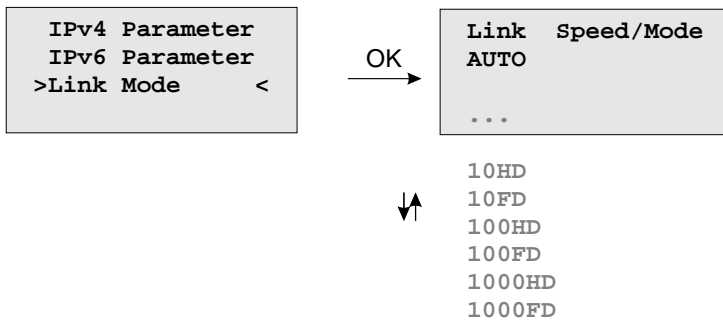 IPv4 Parameter
IPv6 Parameter
>Link Mode <
OK
Link Speed/Mode
AUTO
...
10HD
10FD
100HD
100FD
1000HD
1000FD